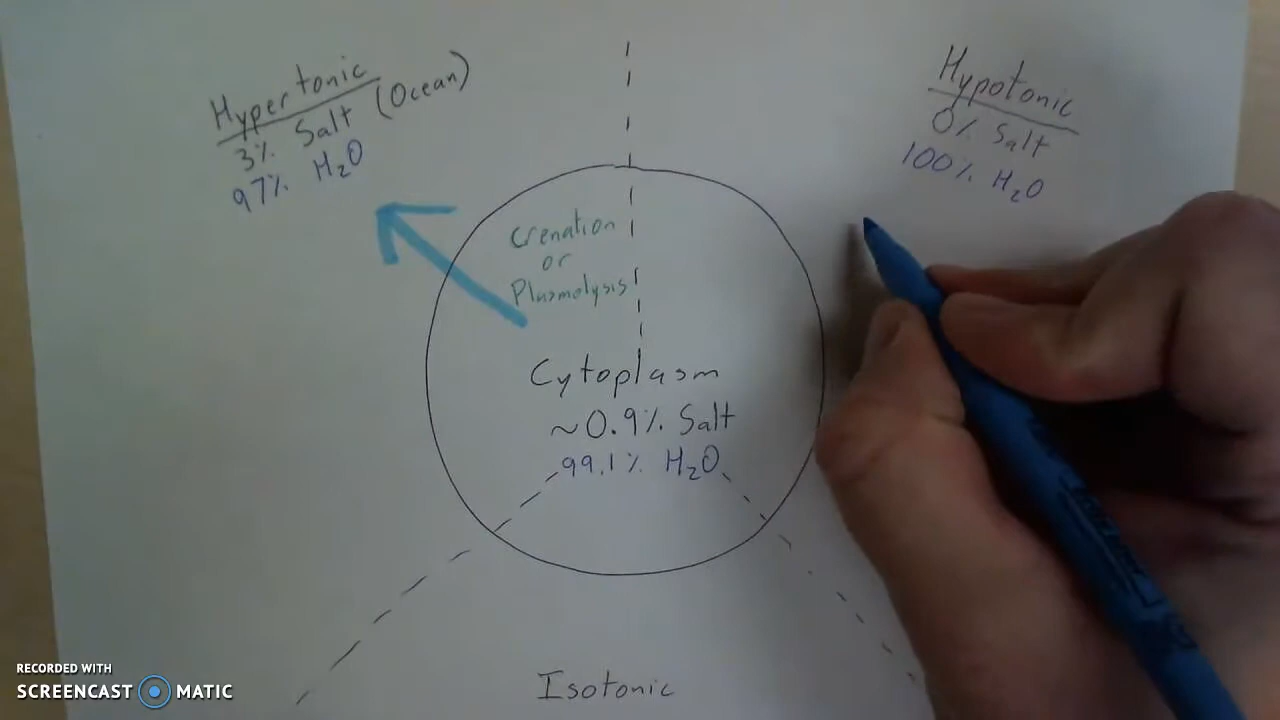 Hypertonic
3% Salt (Ocean)
97% H₂O
Hypotonic
0% Salt
100% H₂O
Crenation
or
Plasmolysis
Cytoplasm
~0.9% Salt
99.1% H₂O
Isotonic
RECORDED WITH
SCREENCAST MATIC